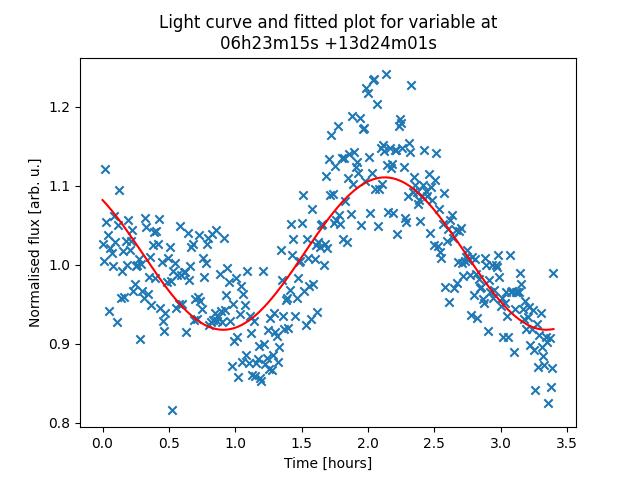 Light curve and fitted plot for variable at
06h23m15s +13d24m01s
Normalised flux [arb. u.]
1.2
1.1
1.0
0.9
0.8
0.0 0.5 1.0 1.5 2.0 2.5 3.0 3.5
Time [hours]